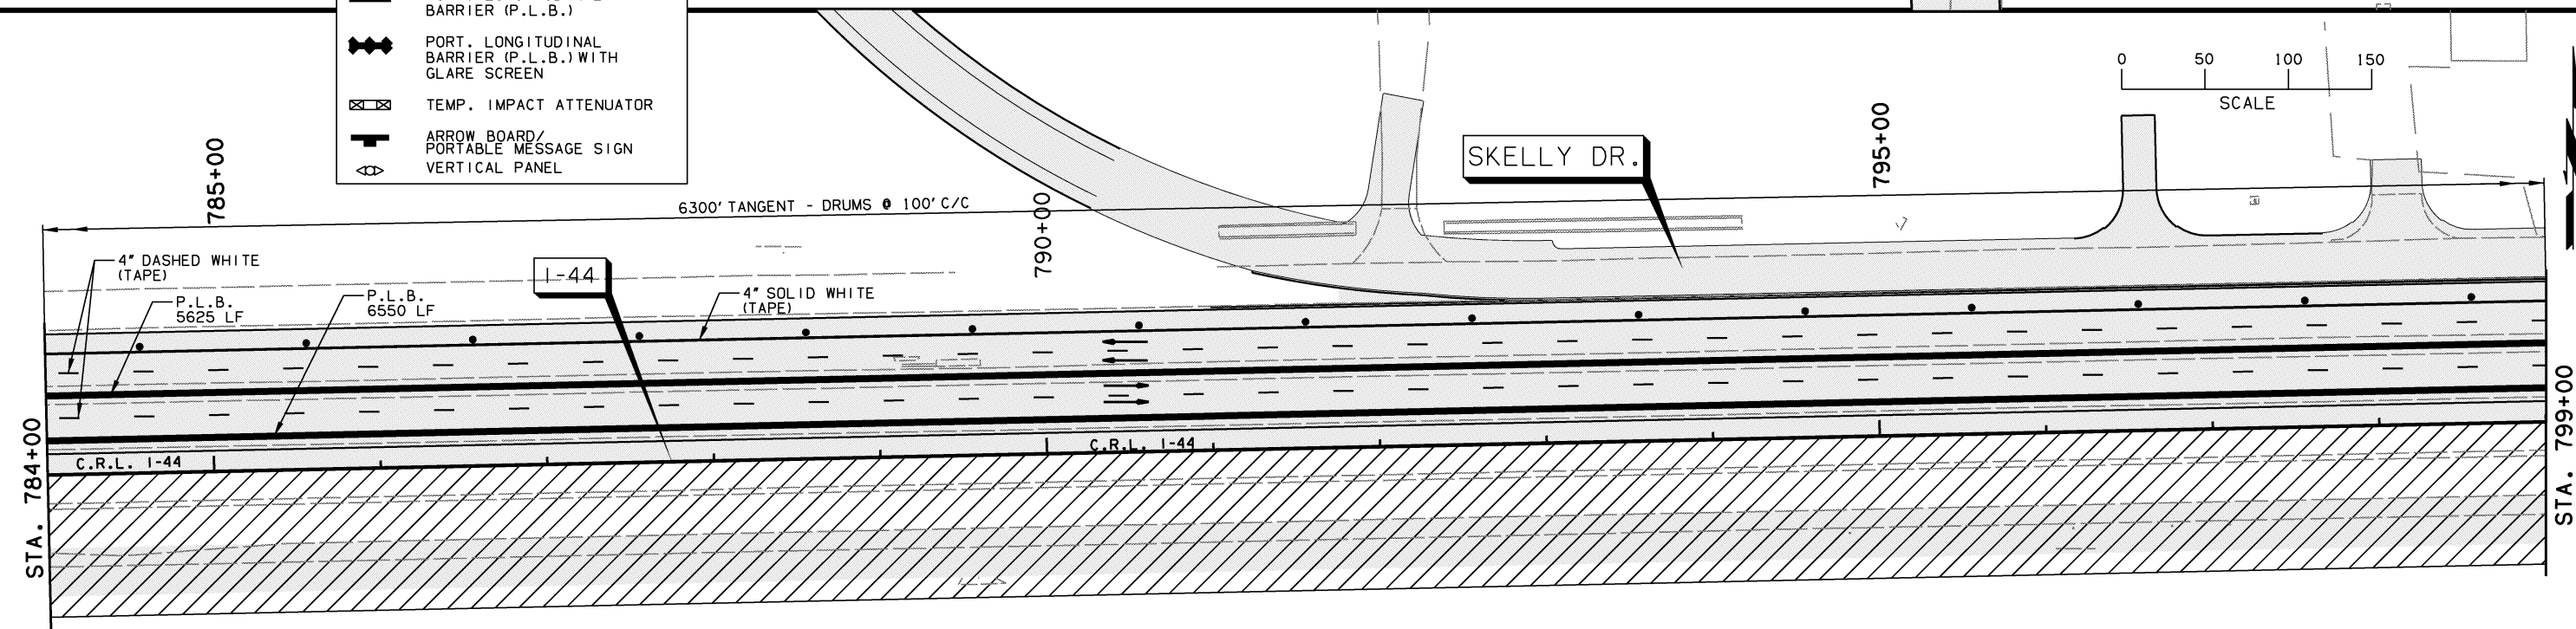 BARRIER (P.L.B.)
PORT. LONGITUDINAL
BARRIER (P.L.B.) WITH
GLARE SCREEN
TEMP. IMPACT ATTENUATOR
ARROW BOARD/
PORTABLE MESSAGE SIGN
VERTICAL PANEL
0 50 100 150
SCALE
SKELLY DR.
785+00
790+00
795+00
6300' TANGENT - DRUMS @ 100' C/C
4" DASHED WHITE
(TAPE)
P.L.B.
5625 LF
P.L.B.
6550 LF
I-44
4" SOLID WHITE
(TAPE)
C.R.L. I-44
C.R.L. I-44
STA. 784+00
STA. 799+00